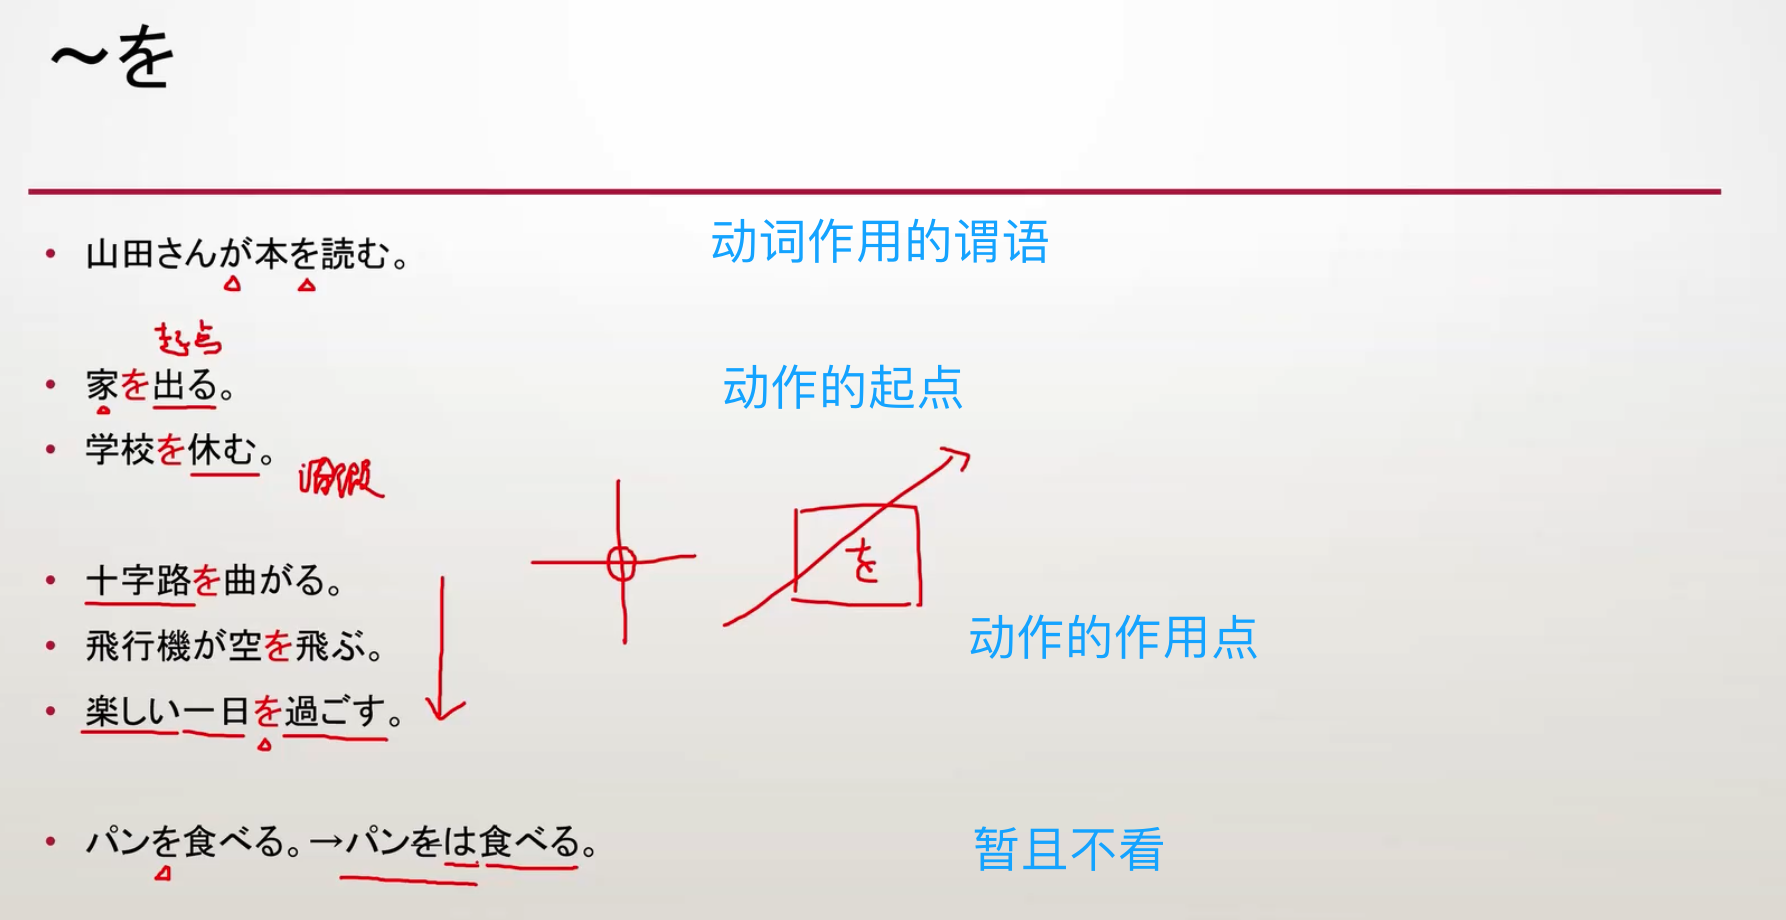 ～を
• 山田さんが本を読む。
动词作用的谓语
起点
• 家を出る。
动作的起点
• 学校を休む。
请假
• 十字路を曲がる。
を
• 飛行機が空を飛ぶ。
动作的作用点
• 楽しい一日を過ごす。
• パンを食べる。→パンをは食べる。
暂且不看